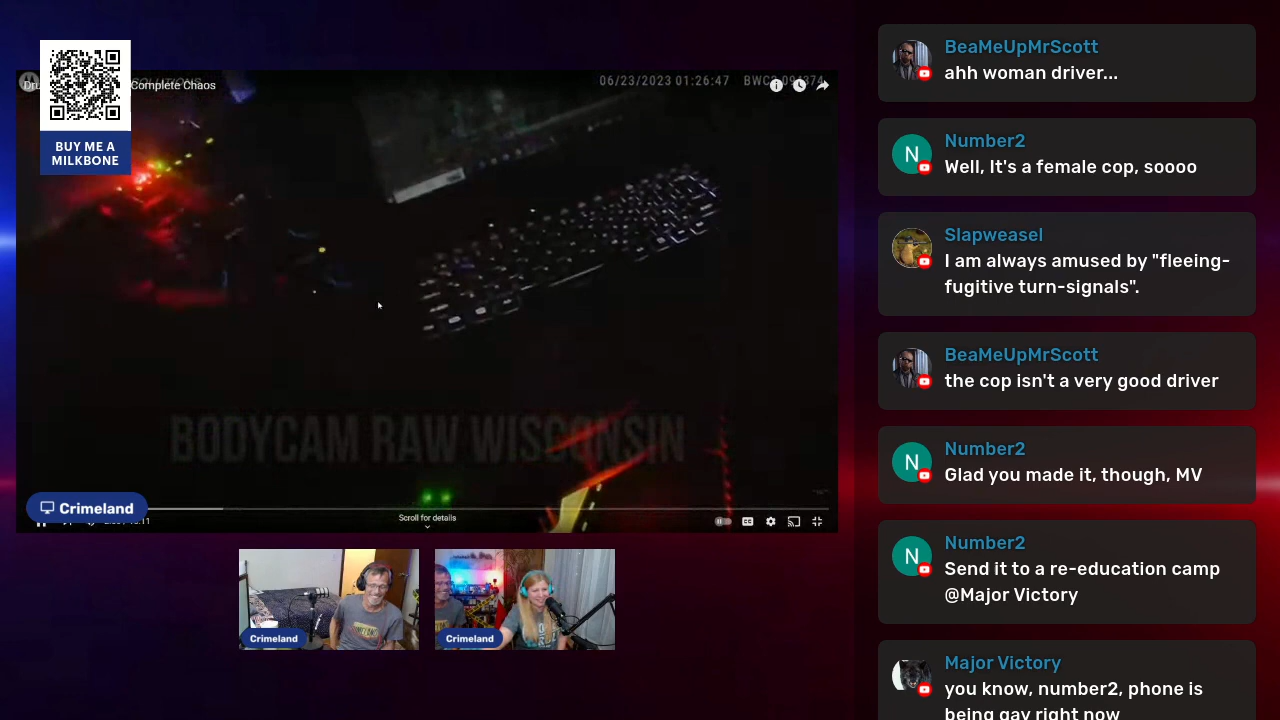 BUY ME A
MILKBONE
Complete Chaos
06/23/2023 01:26:47
BODYCAM RAW WISCONSIN
Crimeland
Scroll for details
Crimeland
Crimeland
BeaMeUpMrScott
ahh woman driver...
Number2
Well, It's a female cop, soooo
Slapweasel
I am always amused by "fleeing-
fugitive turn-signals".
BeaMeUpMrScott
the cop isn't a very good driver
Number2
Glad you made it, though, MV
Number2
Send it to a re-education camp
@Major Victory
Major Victory
you know, number2, phone is
being gay right now